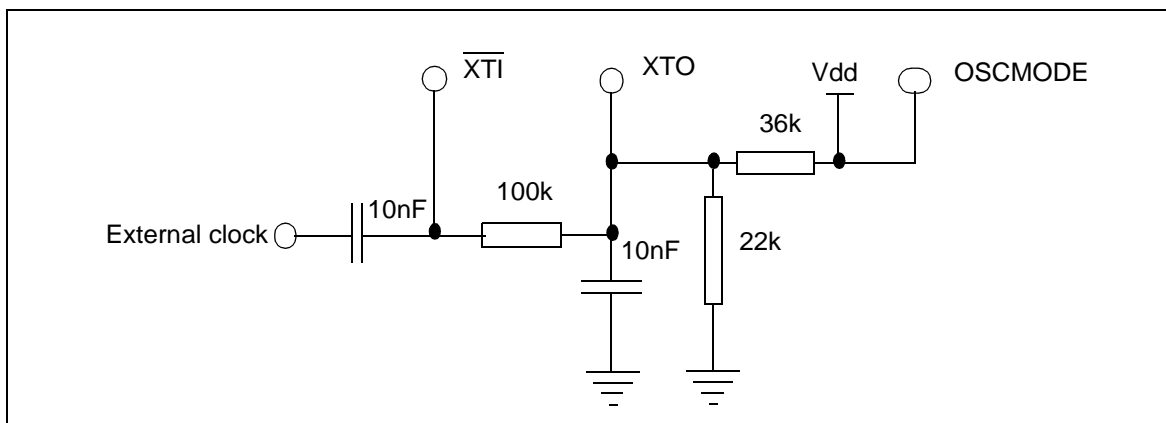 XTI
XTO
Vdd
OSCMODE
36k
100k
10nF
External clock
10nF
22k